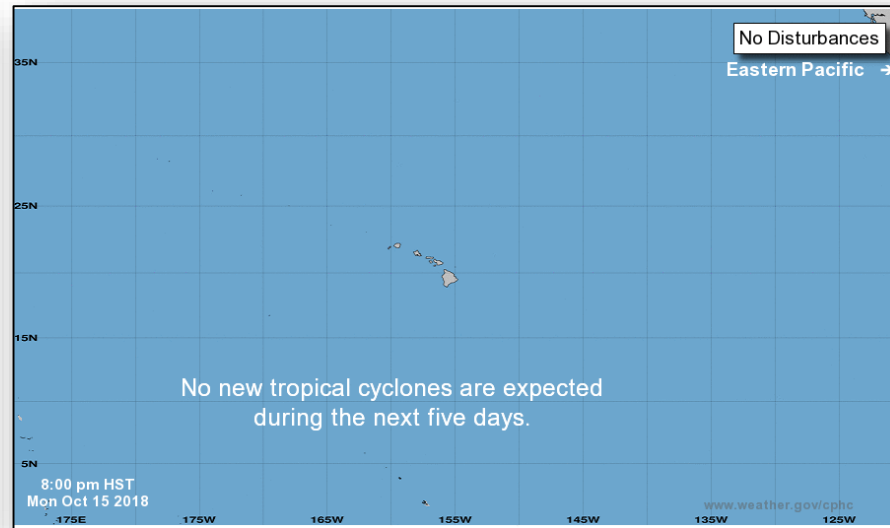 No Disturbances
Eastern Pacific →
35N
25N
15N
No new tropical cyclones are expected
during the next five days.
5N
8:00 pm HST
Mon Oct 15 2018
www.weather.gov/cphc
175E 175W 165W 155W 145W 135W 125W